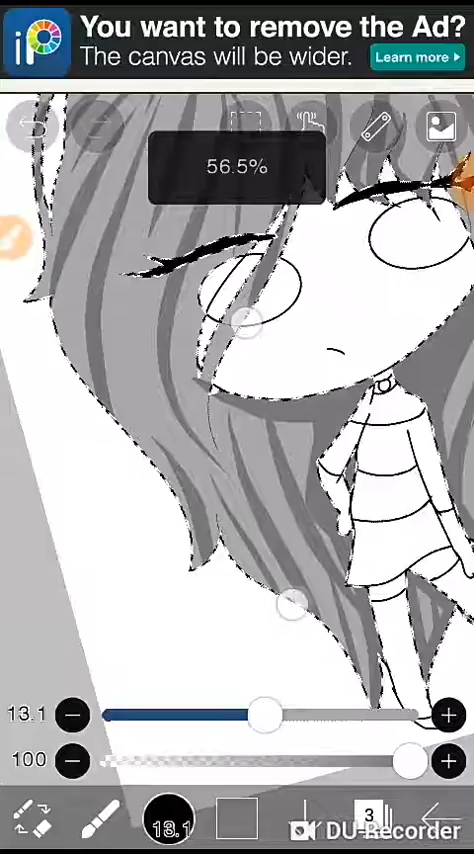 iP
You want to remove the Ad?
The canvas will be wider.
Learn more
56.5%
13.1
100
13.1
3
DU Recorder